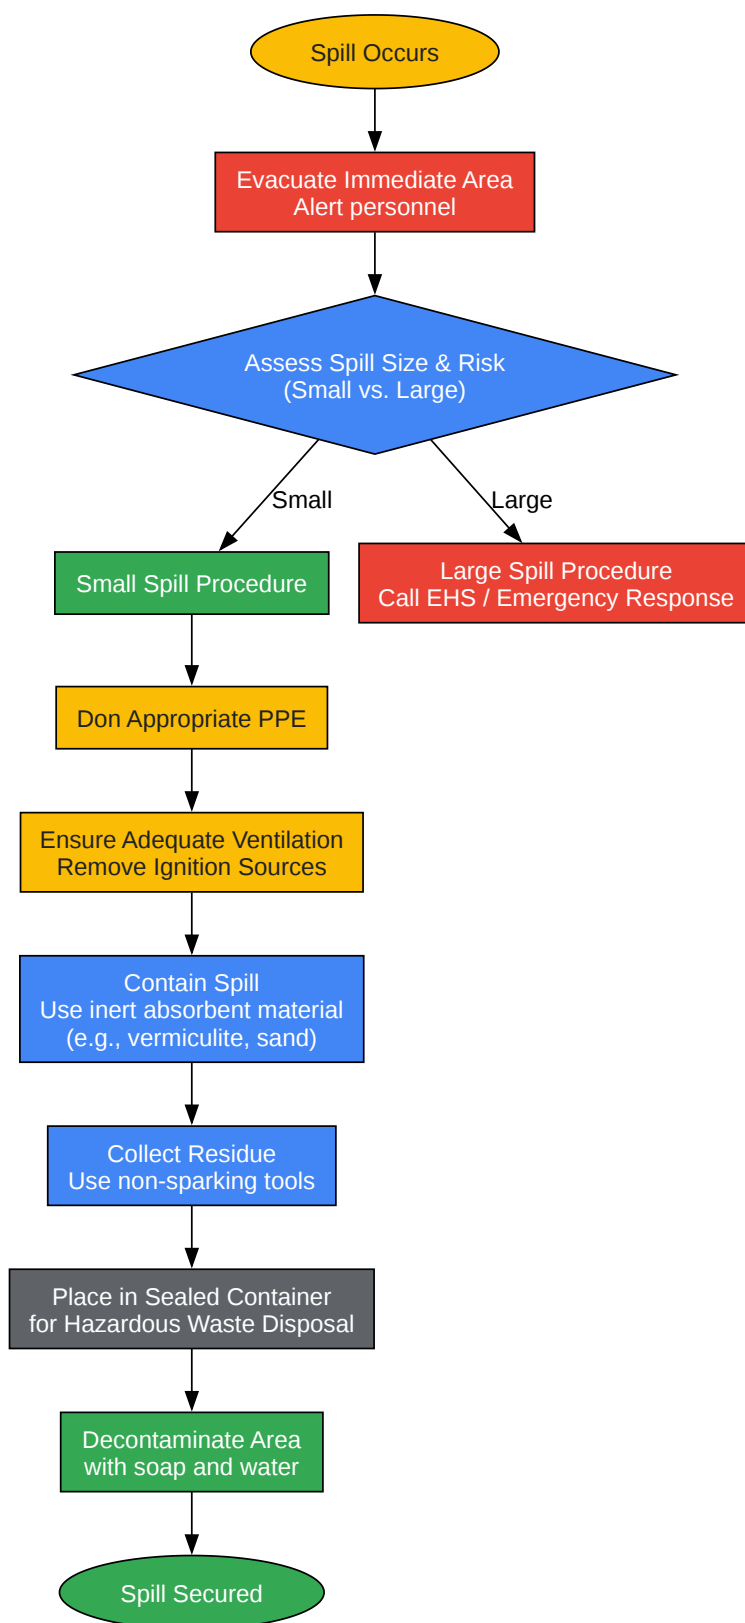 Spill Occurs
Evacuate Immediate Area
Alert personnel
Assess Spill Size & Risk
(Small vs. Large)
Small
Large
Small Spill Procedure
Large Spill Procedure
Call EHS / Emergency Response
Don Appropriate PPE
Ensure Adequate Ventilation
Remove Ignition Sources
Contain Spill
Use inert absorbent material
(e.g., vermiculite, sand)
Collect Residue
Use non-sparking tools
Place in Sealed Container
for Hazardous Waste Disposal
Decontaminate Area
with soap and water
Spill Secured